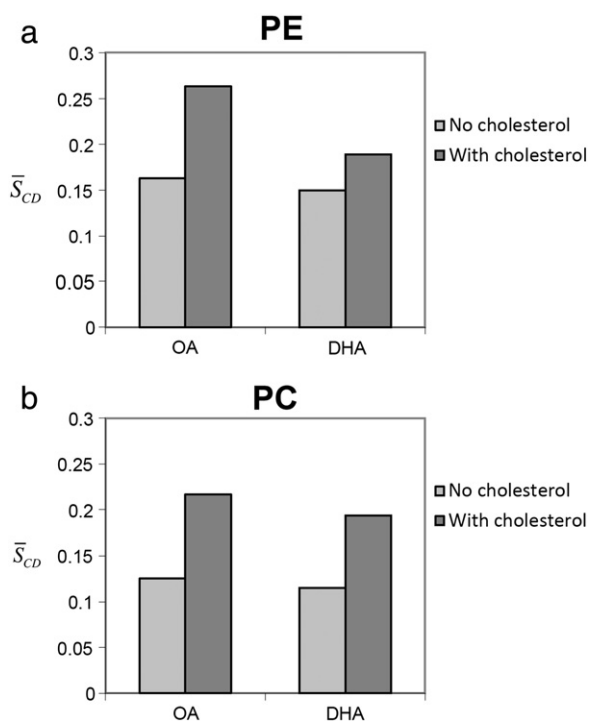 a
PE
0.3
0.25
0.2
0.15
0.1
0.05
0
S̅CD
OA
DHA
No cholesterol
With cholesterol
b
PC
0.3
0.25
0.2
0.15
0.1
0.05
0
S̅CD
OA
DHA
No cholesterol
With cholesterol